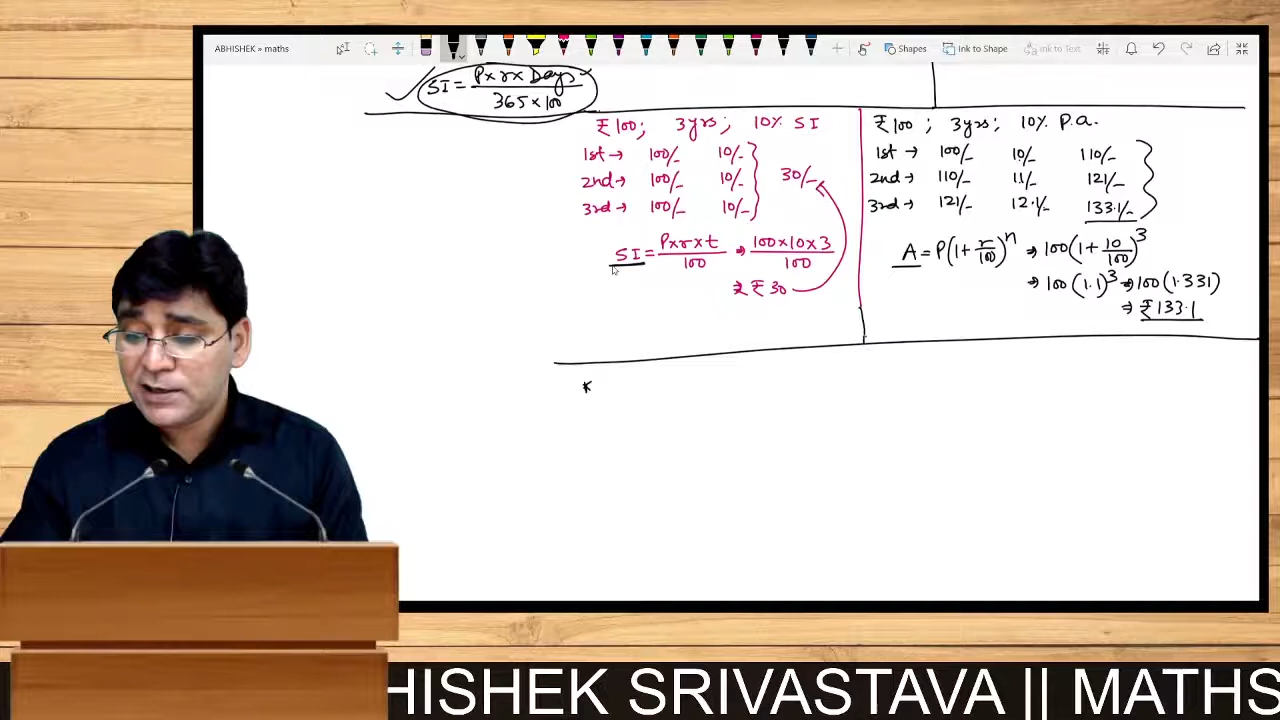 ABHISHEK » maths
Shapes
Ink to Shape
Ink to Text
SI = P×r×Days / 365×100
₹100; 3yrs; 10% SI
1st → 100/- 10/-
2nd → 100/- 10/-
3rd → 100/- 10/-
30/-
SI = P×r×t / 100 → 100×10×3 / 100
⇒ ₹30
₹100; 3yrs; 10% P.a.
1st → 100/- 10/- 110/-
2nd → 110/- 11/- 121/-
3rd → 121/- 12.1/- 133.1/-
A = P(1+r/100)^n ⇒ 100(1+10/100)^3
⇒ 100(1.1)^3 ⇒ 100(1.331)
⇒ ₹133.1
*
HISHEK SRIVASTAVA || MATHS